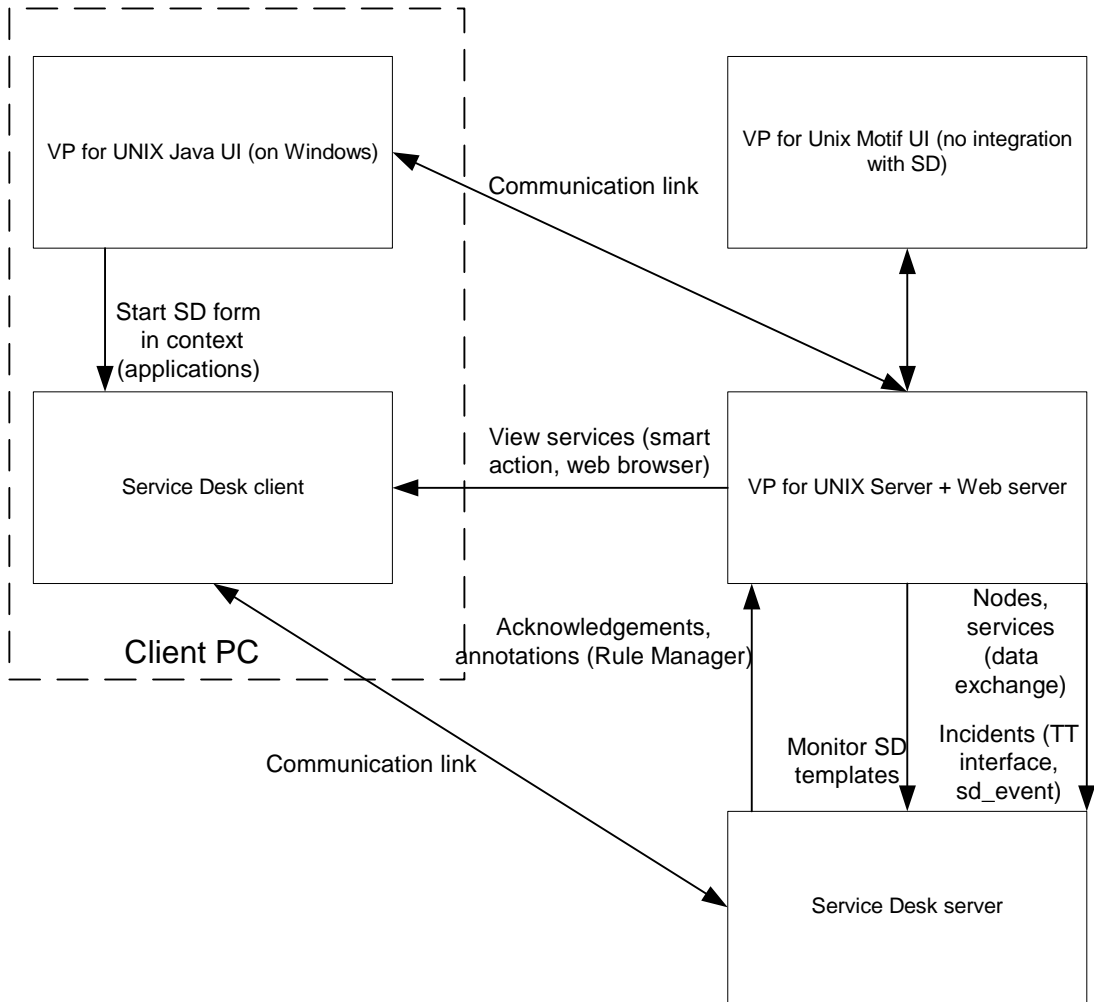 VP for UNIX Java UI (on Windows)
VP for Unix Motif UI (no integration
with SD)
Communication link
Start SD form
in context
(applications)
View services (smart
action, web browser)
Service Desk client
VP for UNIX Server + Web server
Client PC
Acknowledgements,
annotations (Rule Manager)
Nodes,
services
(data
exchange)
Communication link
Monitor SD
templates
Incidents (TT
interface,
sd_event)
Service Desk server